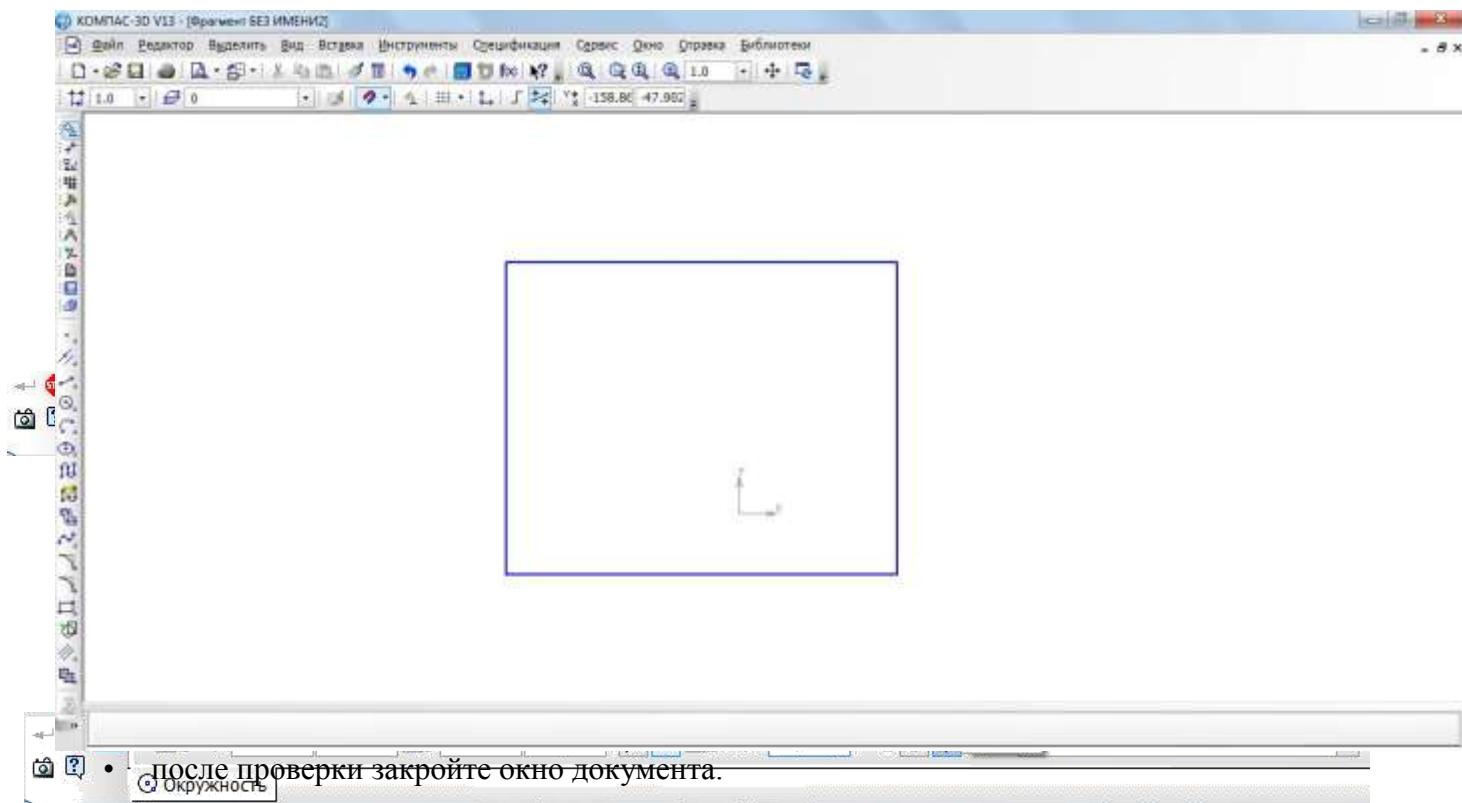 КОМПАС-3D V13 - [Фрагмент БЕЗ ИМЕНИ2]
Файл Редактор Выделить Вид Вставка Инструменты Спецификация Сервис Окно Справка Библиотеки
1.0
1.0 0 -158.86 -47.982
• после проверки закройте окно документа.
Окружность